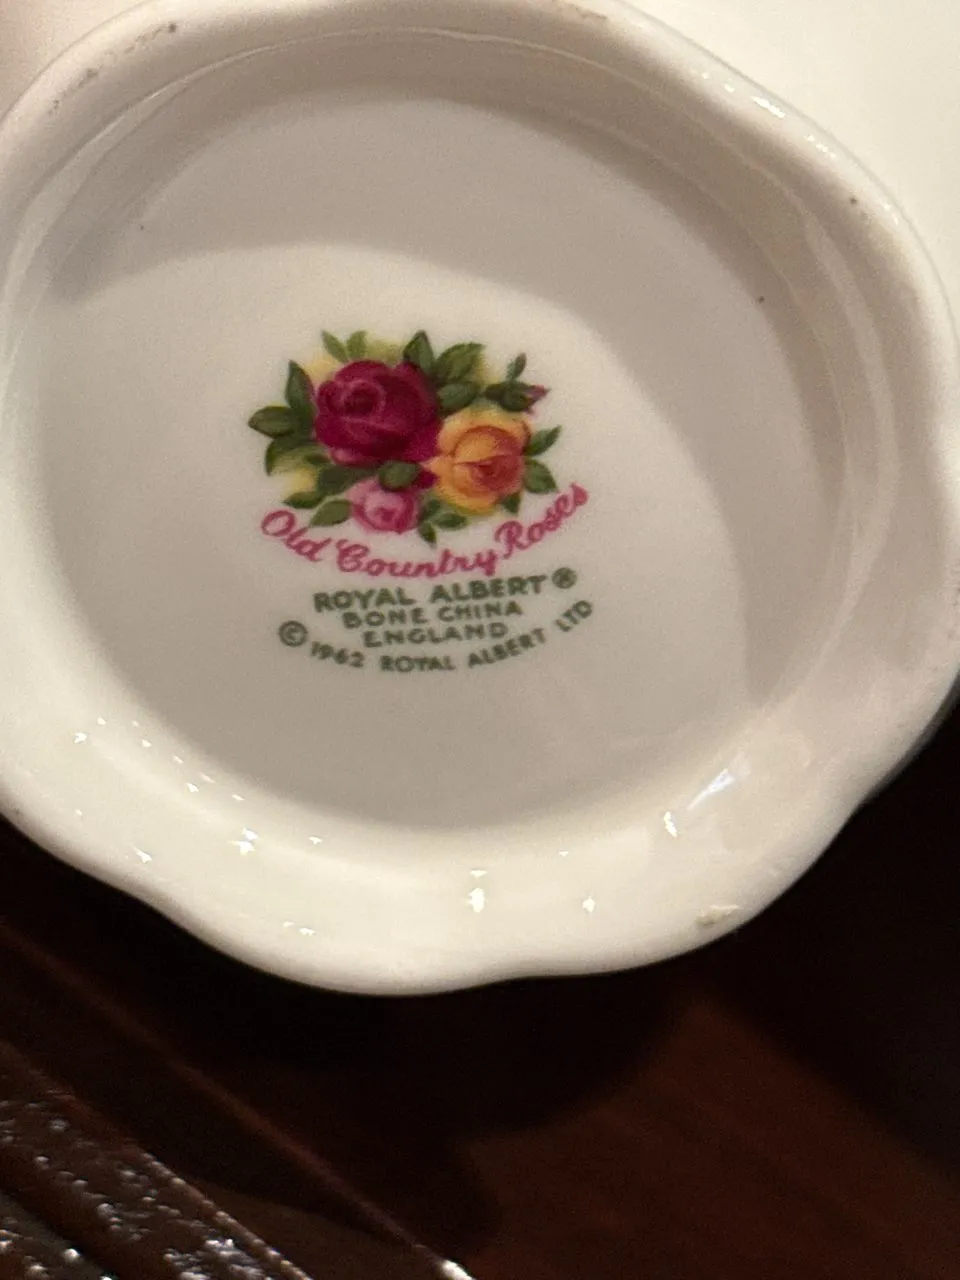 Old Country Roses
ROYAL ALBERT®
BONE CHINA
ENGLAND
© 1962 ROYAL ALBERT LTD